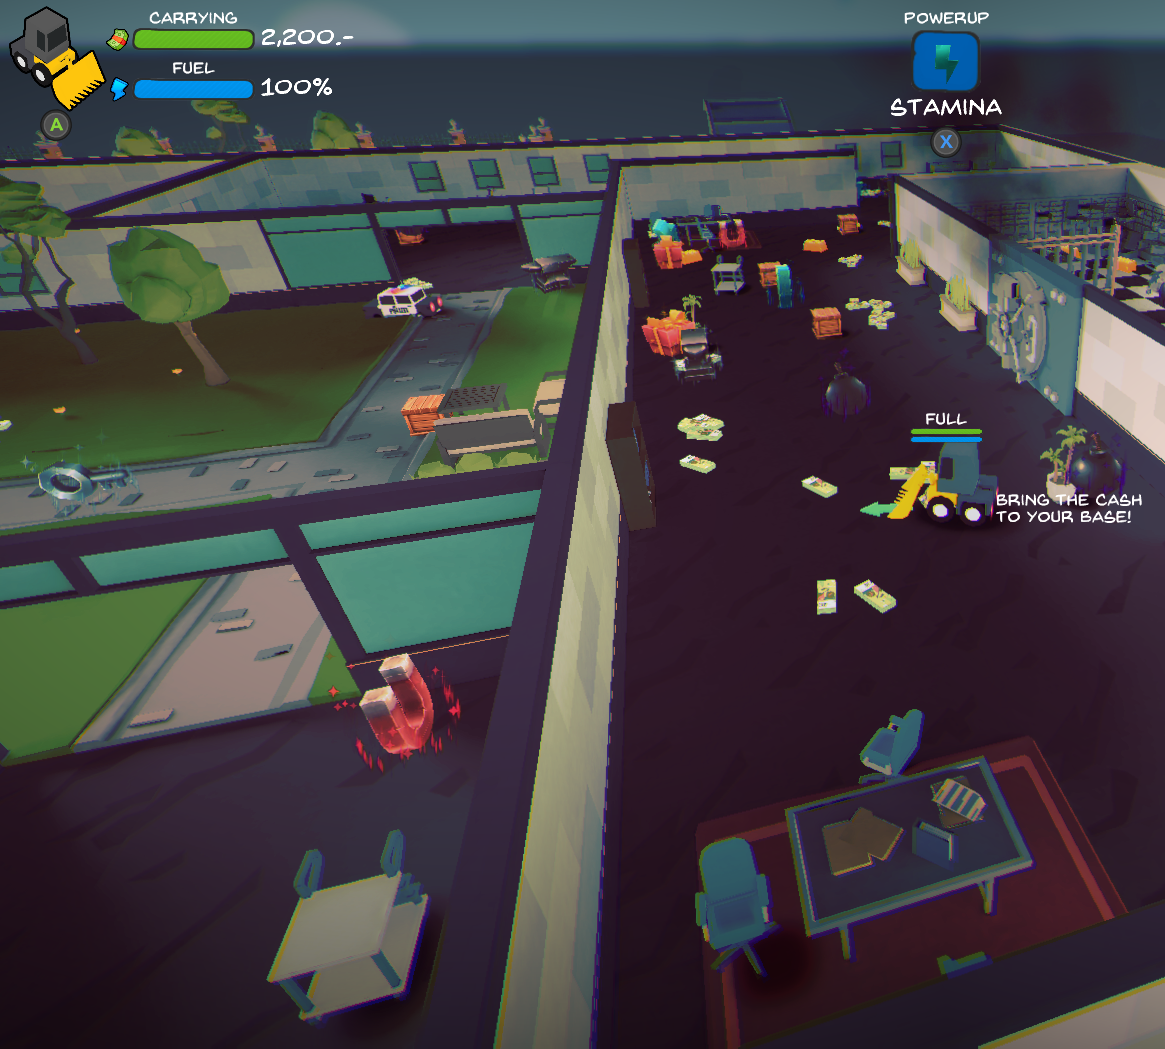 CARRYING
2,200.-
FUEL
100%
A
POWERUP
STAMINA
X
FULL
BRING THE CASH
TO YOUR BASE!